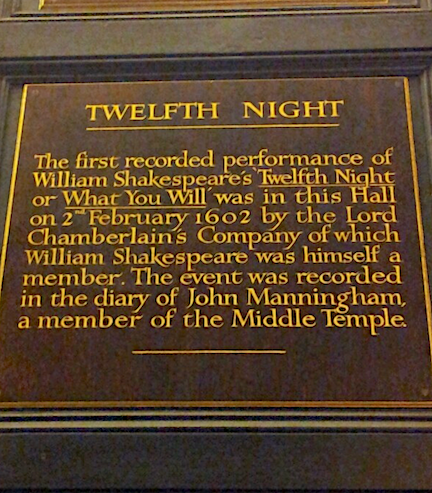 TWELFTH NIGHT
The first recorded performance of
William Shakespeare's 'Twelfth Night
or What You Will' was in this Hall
on 2nd February 1602 by the Lord
Chamberlain's Company of which
William Shakespeare was himself a
member. The event was recorded
in the diary of John Manningham,
a member of the Middle Temple.